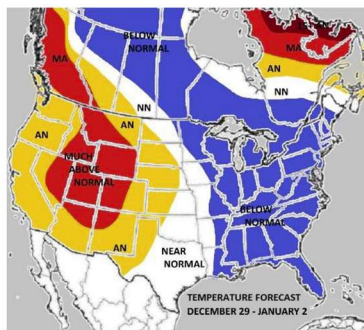 BELOW
NORMAL
MA
MA
AN
NN
NN
AN
AN
MUCH
ABOVE
NORMAL
BELOW
NORMAL
AN
NEAR
NORMAL
TEMPERATURE FORECAST
DECEMBER 29 - JANUARY 2